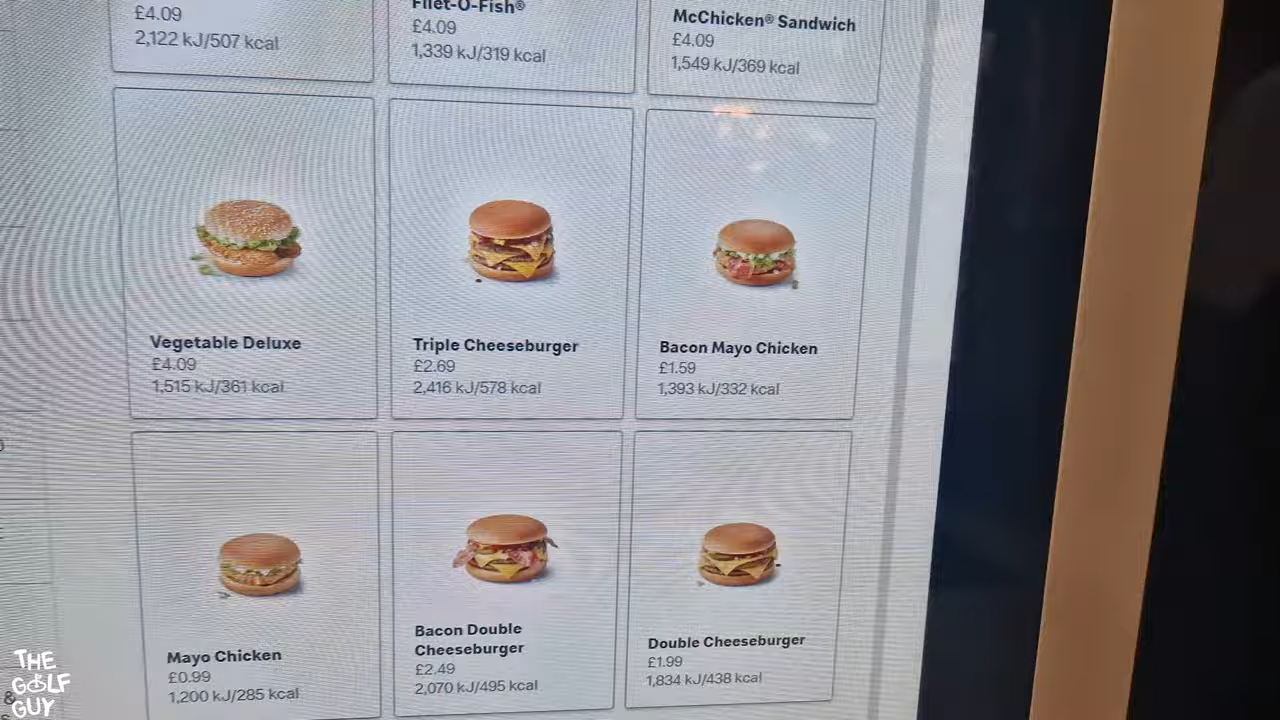 £4.09
2,122 kJ/507 kcal
Filet-O-Fish®
£4.09
1,339 kJ/319 kcal
McChicken® Sandwich
£4.09
1,549 kJ/369 kcal
Vegetable Deluxe
£4.09
1,515 kJ/361 kcal
Triple Cheeseburger
£2.69
2,416 kJ/578 kcal
Bacon Mayo Chicken
£1.59
1,393 kJ/332 kcal
Mayo Chicken
£0.99
1,200 kJ/285 kcal
Bacon Double
Cheeseburger
£2.49
2,070 kJ/495 kcal
Double Cheeseburger
£1.99
1,834 kJ/438 kcal
&
THE
GOLF
GUY